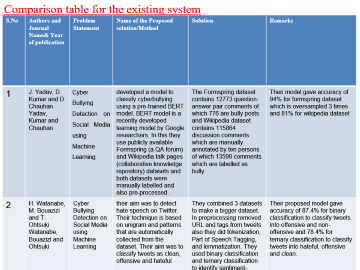 Comparison table for the existing system
S.No
Authors and
Journal
Name& Year
of publication
Problem
Statement
Name of the Proposed
solution/Method
Solution
Remarks
1
J. Yadav, D.
Kumar and D.
Chauhan
Yadav,
Kumar and
Chauhan
Cyber
Bullying
Detection on
Social Media
using
Machine
Learning
developed a model to
classify cyberbullying
using a pre-trained BERT
model. BERT model is a
recently developed
learning model by Google
researchers. In this they
use publicly available
Formspring (a QA forum)
and Wikipedia talk pages
(collaborative knowledge
repository) datasets and
both datasets were
manually labelled and
also pre-processed .
The Formspring dataset
contains 12773 question-
answer pair comments of
which 776 are bully posts
and Wikipedia dataset
contains 115864
discussion comments
which are manually
annotated by ten persons
of which 13590 comments
which are labelled as
bully.
Their model gave accuracy of
94% for formspring dataset
which is oversampled 3 times
and 81% for wikipedia dataset
2
H. Watanabe,
M. Bouazizi
and T.
Ohtsuki
Watanabe,
Bouazizi and
Ohtsuki
Cyber
Bullying
Detection on
Social Media
using
Machine
Learning
their aim was to detect
hate speech on Twitter.
Their technique is based
on unigram and patterns
that are automatically
collected from the
dataset. Their aim was to
classify tweets as clean,
offensive and hateful
They combined 3 datasets
to make a bigger dataset.
In preprocessing removed
URL and tags from tweets
also they did tokenization,
Part of Speech Tagging,
and lemmatization. They
used binary classification
and ternary classification
to identify sentiment-
Their proposed model gave
accuracy of 87.4% for binary
classification to classify tweets
into offensive and non-
offensive and 78.4% for
ternary classification to classify
tweets into hateful, offensive
and clean.